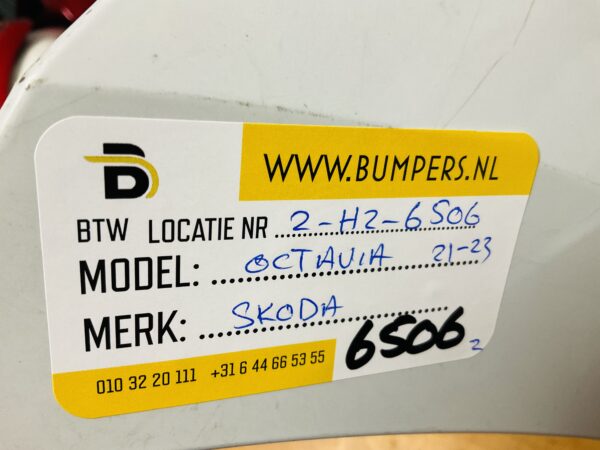 B
WWW.BUMPERS.NL
BTW LOCATIE NR 2-H2-6506
MODEL: OCTAVIA 21-23
MERK: SKODA
6506 2
010 32 20 111 +31 6 44 66 53 55